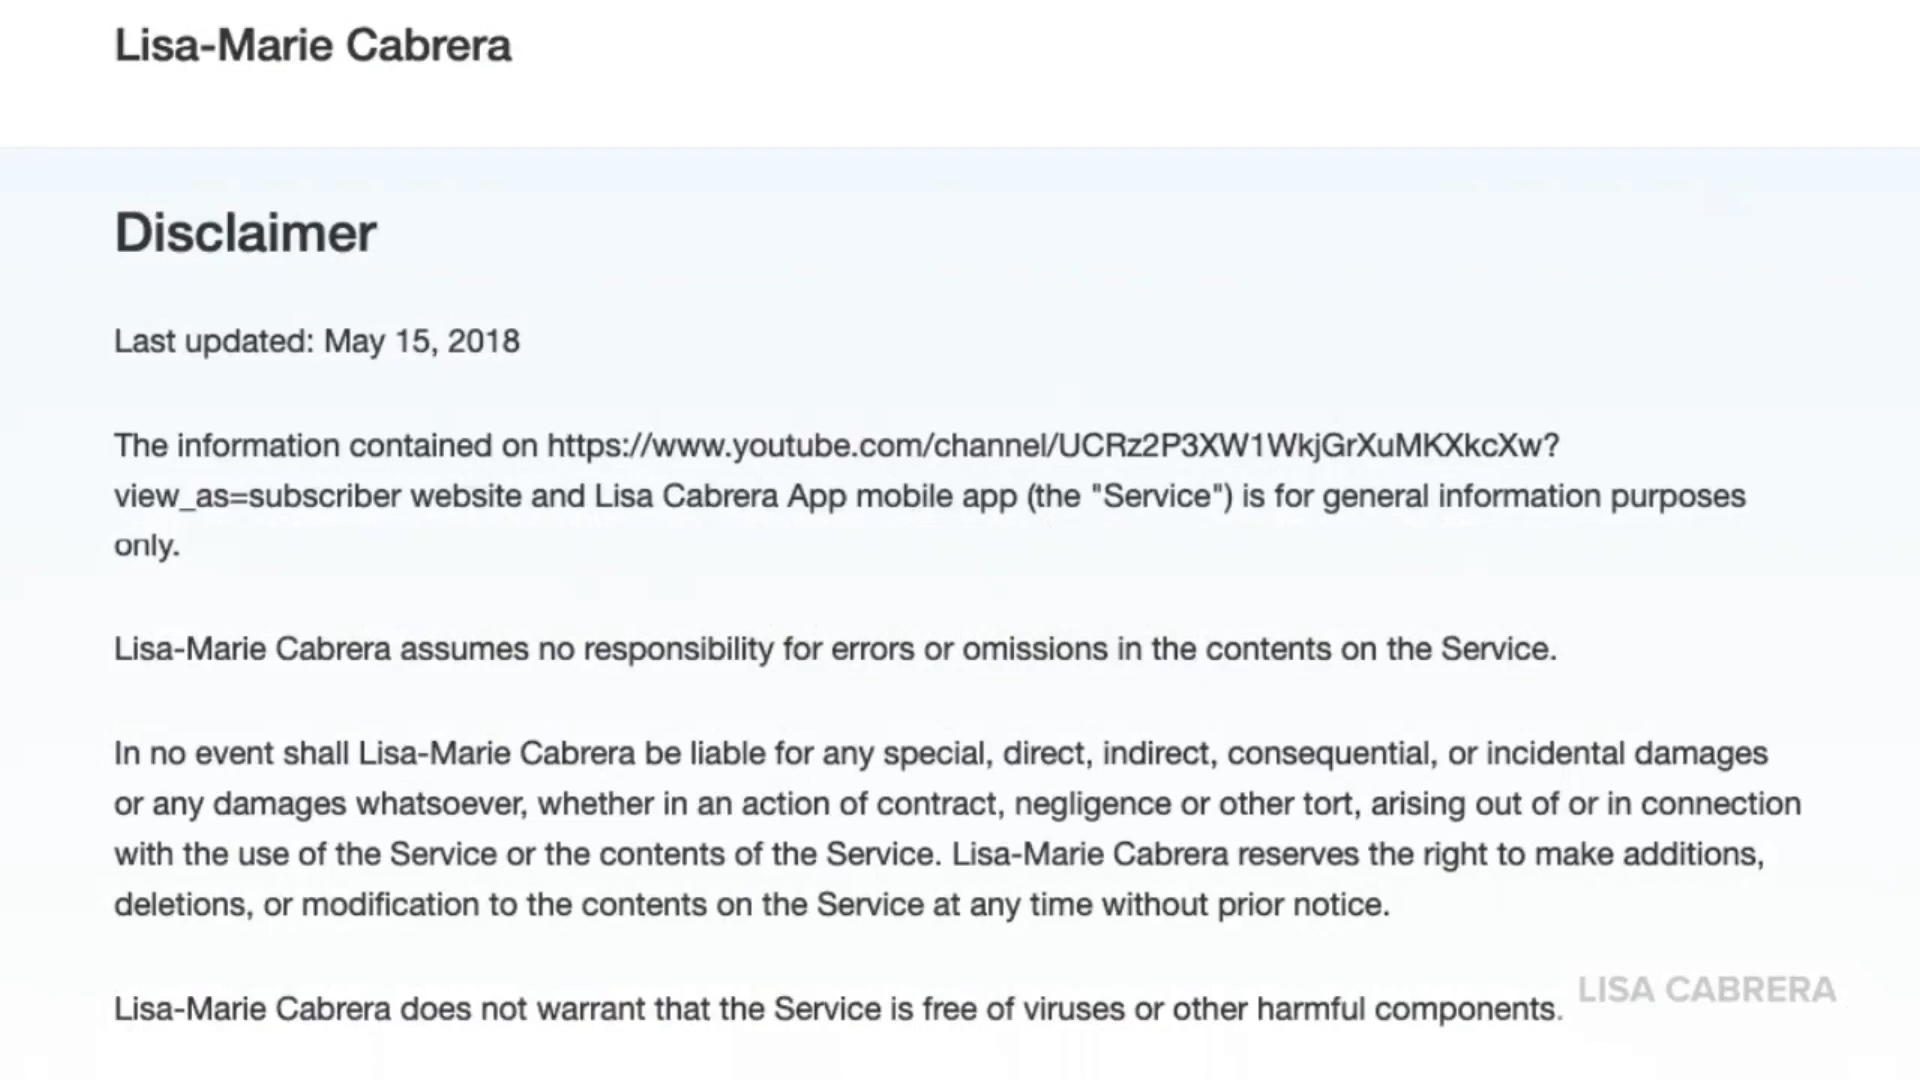 Lisa-Marie Cabrera
Disclaimer
Last updated: May 15, 2018
The information contained on https://www.youtube.com/channel/UCRz2P3XW1WkjGrXuMKXkcXw?
view_as=subscriber website and Lisa Cabrera App mobile app (the "Service") is for general information purposes
only.
Lisa-Marie Cabrera assumes no responsibility for errors or omissions in the contents on the Service.
In no event shall Lisa-Marie Cabrera be liable for any special, direct, indirect, consequential, or incidental damages
or any damages whatsoever, whether in an action of contract, negligence or other tort, arising out of or in connection
with the use of the Service or the contents of the Service. Lisa-Marie Cabrera reserves the right to make additions,
deletions, or modification to the contents on the Service at any time without prior notice.
Lisa-Marie Cabrera does not warrant that the Service is free of viruses or other harmful components.
LISA CABRERA